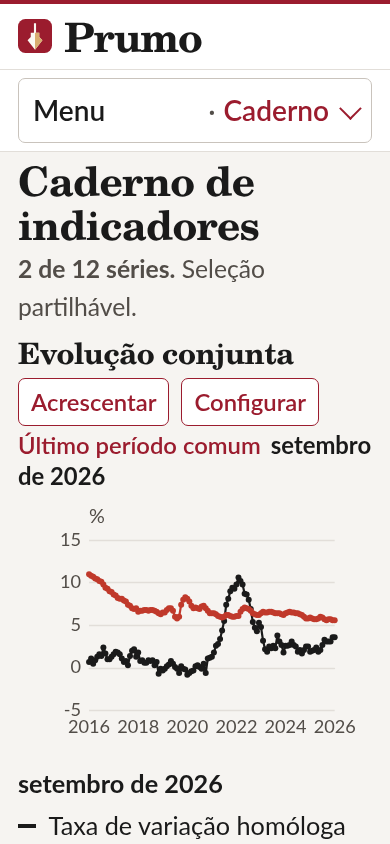 Prumo
Menu · Caderno
Caderno de
indicadores
2 de 12 séries. Seleção
partilhável.
Evolução conjunta
Acrescentar Configurar
Último período comum setembro
de 2026
%
15
10
5
0
-5
2016 2018 2020 2022 2024 2026
setembro de 2026
Taxa de variação homóloga